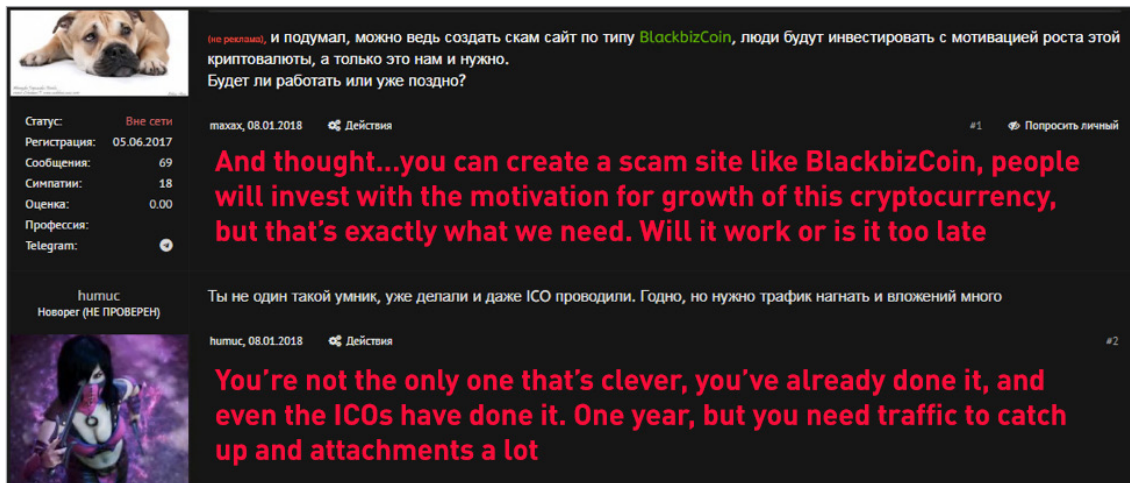 (не реклама), и подумал, можно ведь создать скам сайт по типу BlackbizCoin, люди будут инвестировать с мотивацией роста этой
криптовалюты, а только это нам и нужно.
Будет ли работать или уже поздно?
Статус: Вне сети
Регистрация: 05.06.2017
Сообщения: 69
Симпатии: 18
Оценка: 0.00
Профессия:
Telegram:
maxax, 08.01.2018 Действия #1 Попросить личный
And thought...you can create a scam site like BlackbizCoin, people
will invest with the motivation for growth of this cryptocurrency,
but that's exactly what we need. Will it work or is it too late
humuc
Новорег (НЕ ПРОВЕРЕН)
Ты не один такой умник, уже делали и даже ICO проводили. Годно, но нужно трафик нагнать и вложений много
humuc, 08.01.2018 Действия #2
You're not the only one that's clever, you've already done it, and
even the ICOs have done it. One year, but you need traffic to catch
up and attachments a lot